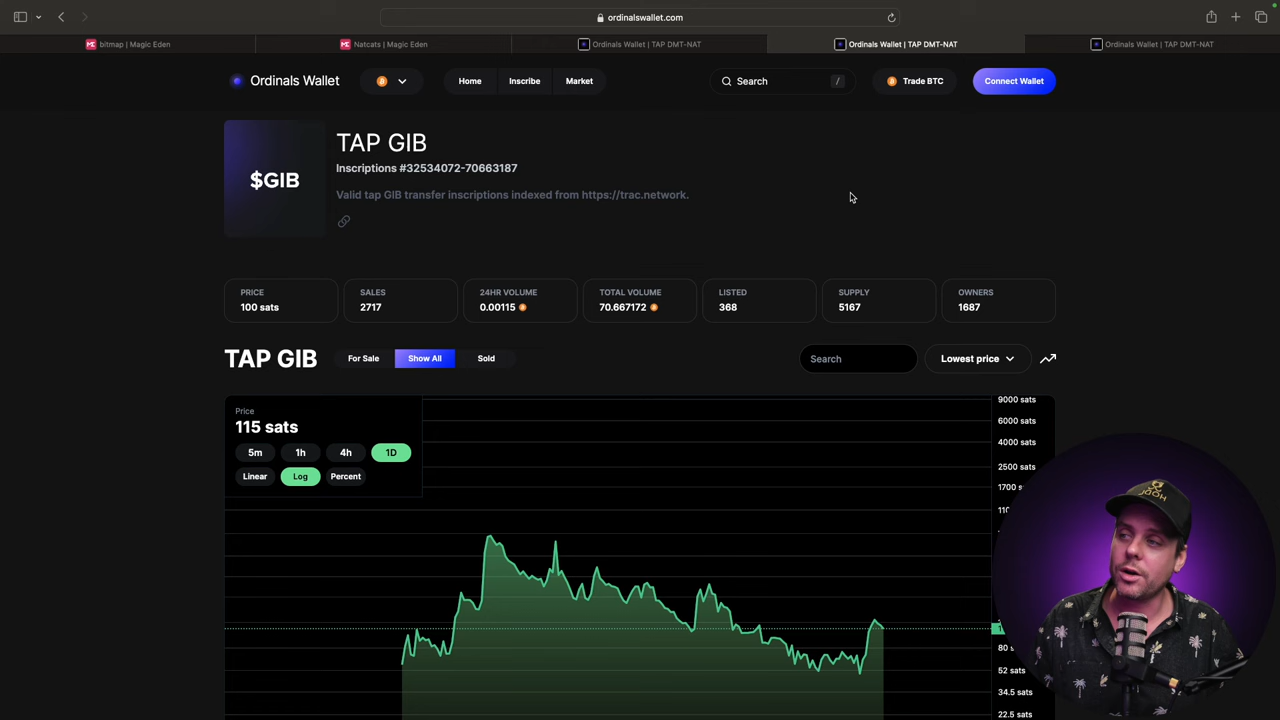 ordinalswallet.com
bitmap | Magic Eden
Natcats | Magic Eden
Ordinals Wallet | TAP DMT-NAT
Ordinals Wallet | TAP DMT-NAT
Ordinals Wallet | TAP DMT-NAT
Ordinals Wallet
Home
Inscribe
Market
Search
/
Trade BTC
Connect Wallet
$GIB
TAP GIB
Inscriptions #32534072-70663187
Valid tap GIB transfer inscriptions indexed from https://trac.network.
PRICE
100 sats
SALES
2717
24HR VOLUME
0.00115
TOTAL VOLUME
70.667172
LISTED
368
SUPPLY
5167
OWNERS
1687
TAP GIB
For Sale
Show All
Sold
Search
Lowest price
Price
115 sats
5m
1h
4h
1D
Linear
Log
Percent
9000 sats
6000 sats
4000 sats
2500 sats
1700 sats
80 s
52 sats
34.5 sats
22.5 sats